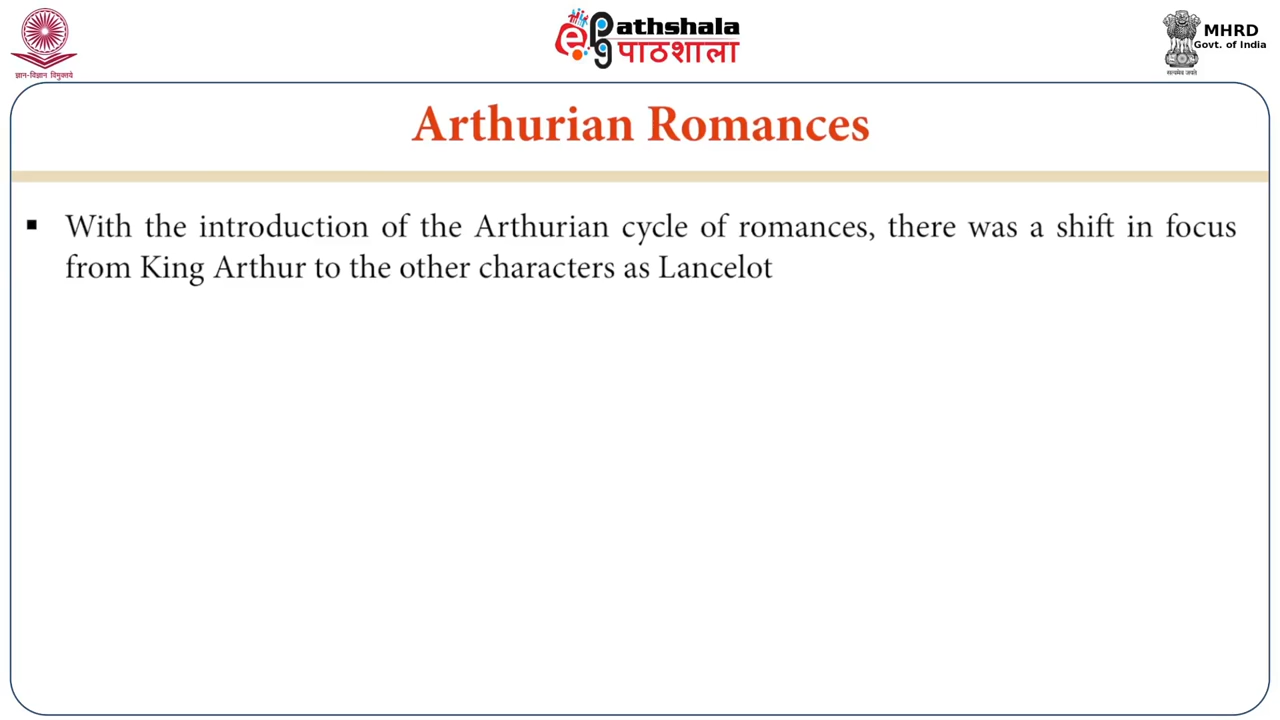 ज्ञान-विज्ञान विमुक्तये
ePathshala
पाठशाला
MHRD
Govt. of India
सत्यमेव जयते
Arthurian Romances
▪ With the introduction of the Arthurian cycle of romances, there was a shift in focus
from King Arthur to the other characters as Lancelot